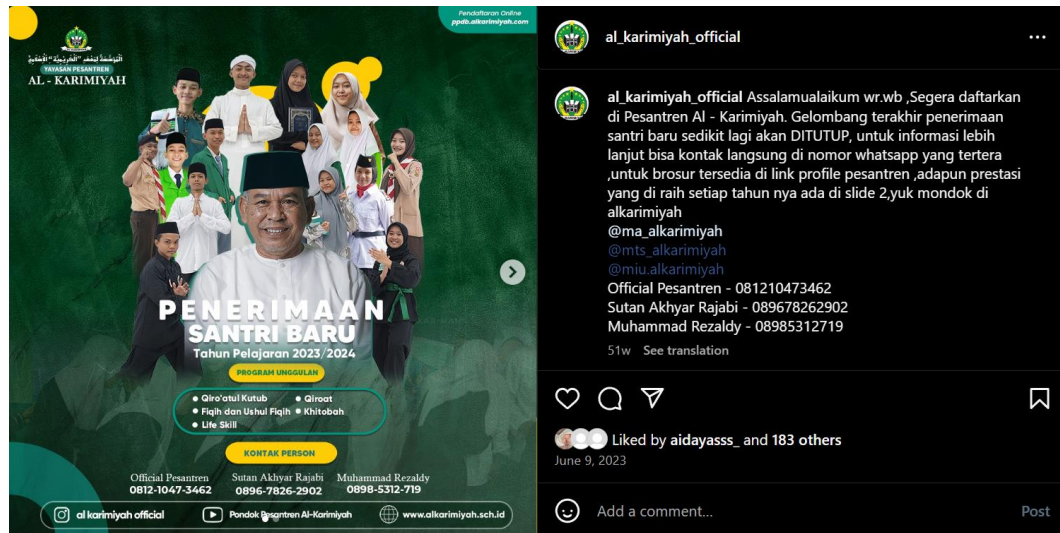 Pendaftaran Online
ppdb.alkarimiyah.com
YAYASAN PESANTREN
AL - KARIMIYAH
PENERIMAAN
SANTRI BARU
Tahun Pelajaran 2023/2024
PROGRAM UNGGULAN
Qiro'atul Kutub
Qiroat
Fiqih dan Ushul Fiqih
Khitobah
Life Skill
KONTAK PERSON
Official Pesantren
0812-1047-3462
Sutan Akhyar Rajabi
0896-7826-2902
Muhammad Rezaldy
0898-5312-719
al karimiyah official
Pondok Pesantren Al-Karimiyah
www.alkarimiyah.sch.id
al_karimiyah_official
al_karimiyah_official Assalamualaikum wr.wb ,Segera daftarkan
di Pesantren Al - Karimiyah. Gelombang terakhir penerimaan
santri baru sedikit lagi akan DITUTUP, untuk informasi lebih
lanjut bisa kontak langsung di nomor whatsapp yang tertera
,untuk brosur tersedia di link profile pesantren ,adapun prestasi
yang di raih setiap tahun nya ada di slide 2,yuk mondok di
alkarimiyah
@ma_alkarimiyah
@mts_alkarimiyah
@miu.alkarimiyah
Official Pesantren - 081210473462
Sutan Akhyar Rajabi - 089678262902
Muhammad Rezaldy - 08985312719
51w See translation
Liked by aidayasss_ and 183 others
June 9, 2023
Add a comment...
Post